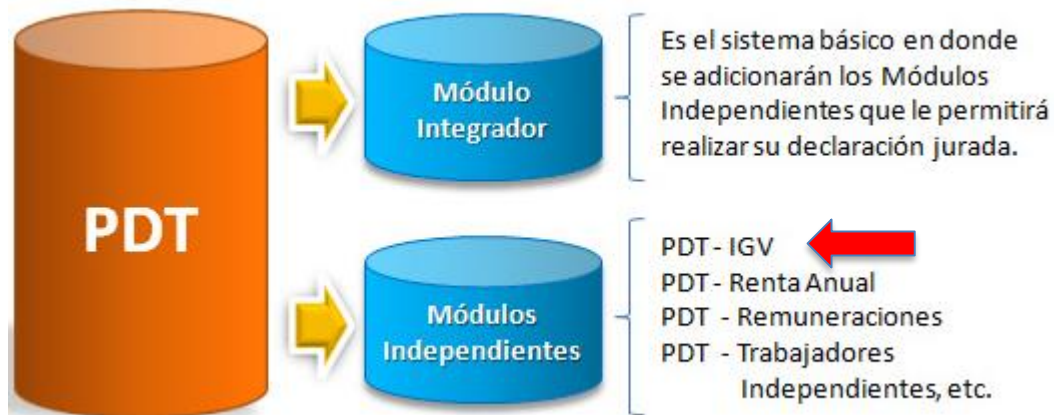 PDT
Módulo
Integrador
Es el sistema básico en donde
se adicionarán los Módulos
Independientes que le permitirá
realizar su declaración jurada.
Módulos
Independientes
PDT - IGV
PDT - Renta Anual
PDT - Remuneraciones
PDT - Trabajadores
Independientes, etc.